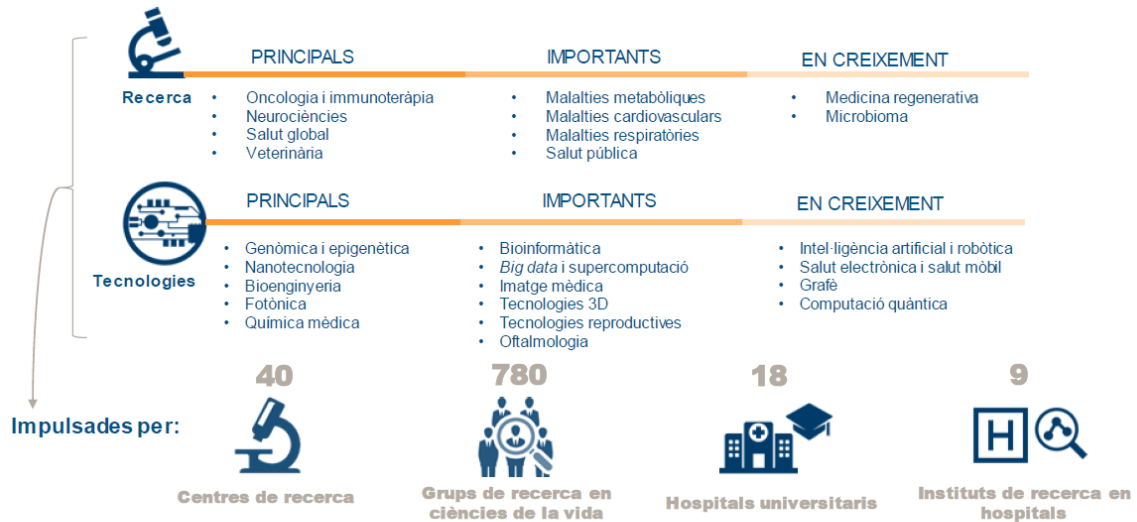 PRINCIPALS
IMPORTANTS
EN CREIXEMENT
Recerca
• Oncologia i immunoteràpia
• Neurociències
• Salut global
• Veterinària
• Malalties metabòliques
• Malalties cardiovasculars
• Malalties respiratòries
• Salut pública
• Medicina regenerativa
• Microbioma
PRINCIPALS
IMPORTANTS
EN CREIXEMENT
Tecnologies
• Genòmica i epigenètica
• Nanotecnologia
• Bioenginyeria
• Fotònica
• Química mèdica
• Bioinformàtica
• Big data i supercomputació
• Imatge mèdica
• Tecnologies 3D
• Tecnologies reproductives
• Oftalmologia
• Intel·ligència artificial i robòtica
• Salut electrònica i salut mòbil
• Grafè
• Computació quàntica
Impulsades per:
40
Centres de recerca
780
Grups de recerca en
ciències de la vida
18
Hospitals universitaris
9
H
Instituts de recerca en
hospitals